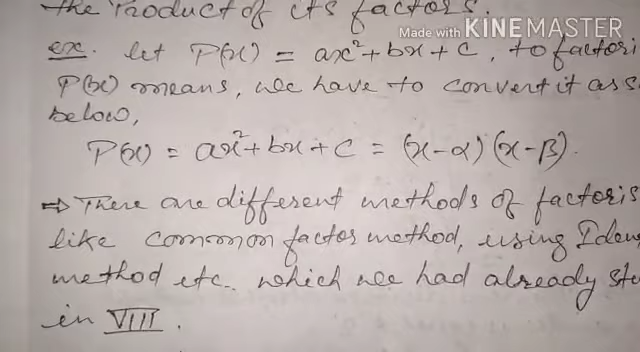 the Product of its factors.
Made with KINEMASTER
ex. let P(x) = ax²+bx+c, to factori
P(x) means, we have to convert it as s
below,
P(x) = ax²+bx+c = (x-α)(x-β).
⇒ There are different methods of factoris
like common factor method, using Iden
method etc. which we had already stu
in VIII.